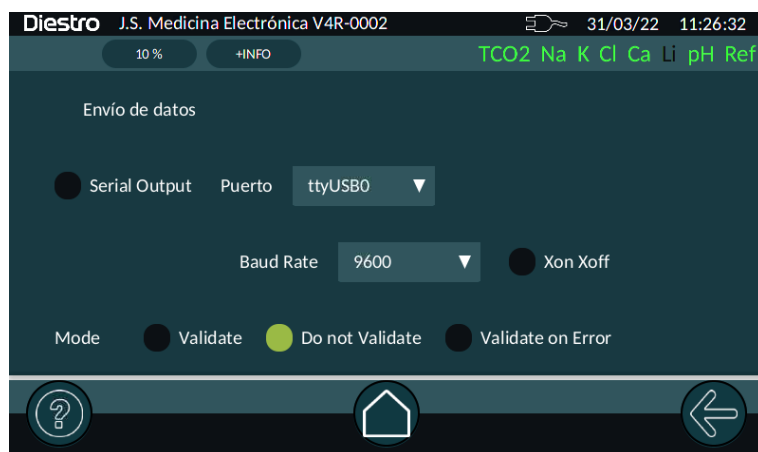 Diestro J.S. Medicina Electrónica V4R-0002 31/03/22 11:26:32
10 % +INFO TCO2 Na K Cl Ca Li pH Ref
Envío de datos
Serial Output Puerto ttyUSB0
Baud Rate 9600 Xon Xoff
Mode Validate Do not Validate Validate on Error
?